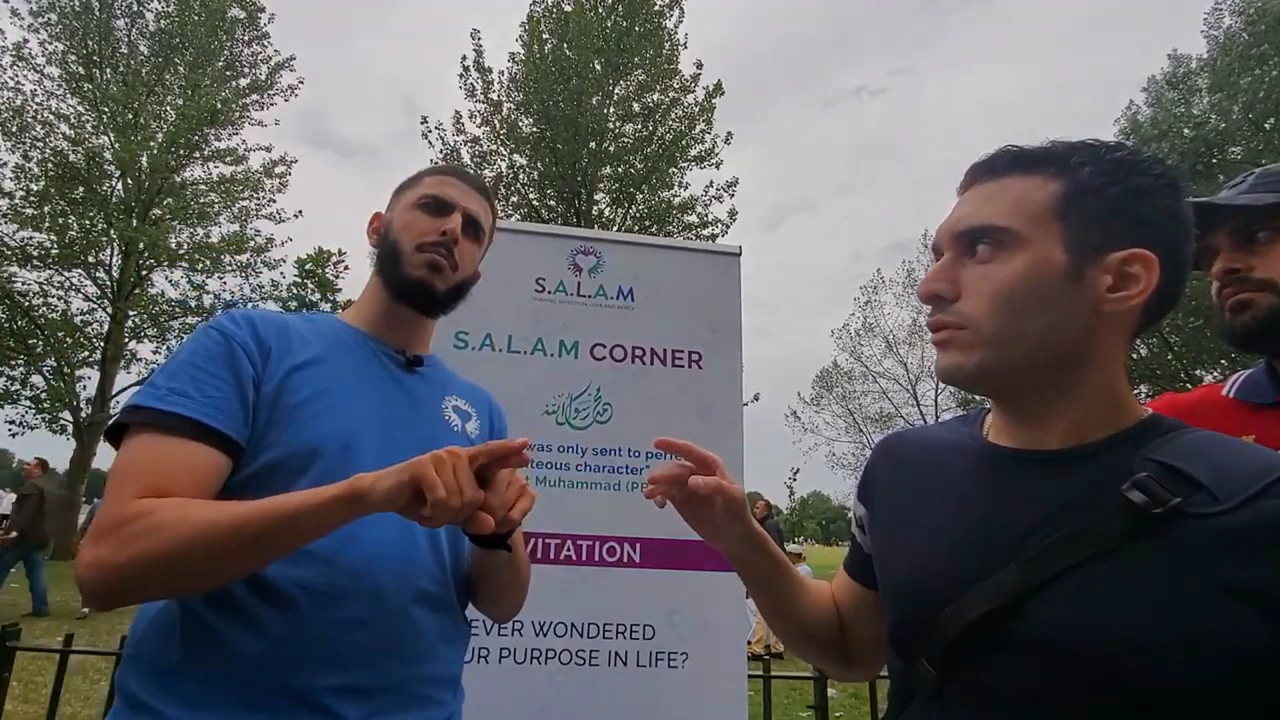 S.A.L.A.M
SHARING, AFFECTION, LOVE AND MERCY
S.A.L.A.M CORNER
محمد رسول الله
was only sent to perfe
teous character"
t Muhammad (PB
VITATION
EVER WONDERED
UR PURPOSE IN LIFE?